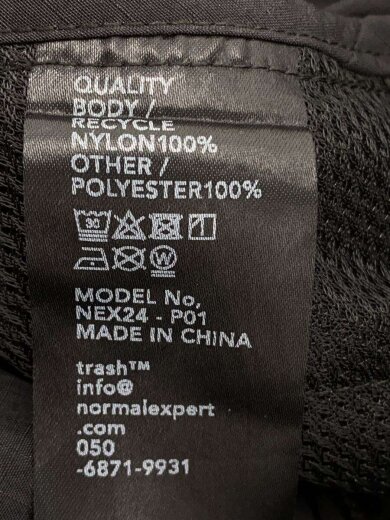 QUALITY
BODY /
RECYCLE
NYLON100%
OTHER /
POLYESTER100%
30
W
MODEL No,
NEX24 - P01
MADE IN CHINA
trash™
info@
normalexpert
.com
050
-6871-9931